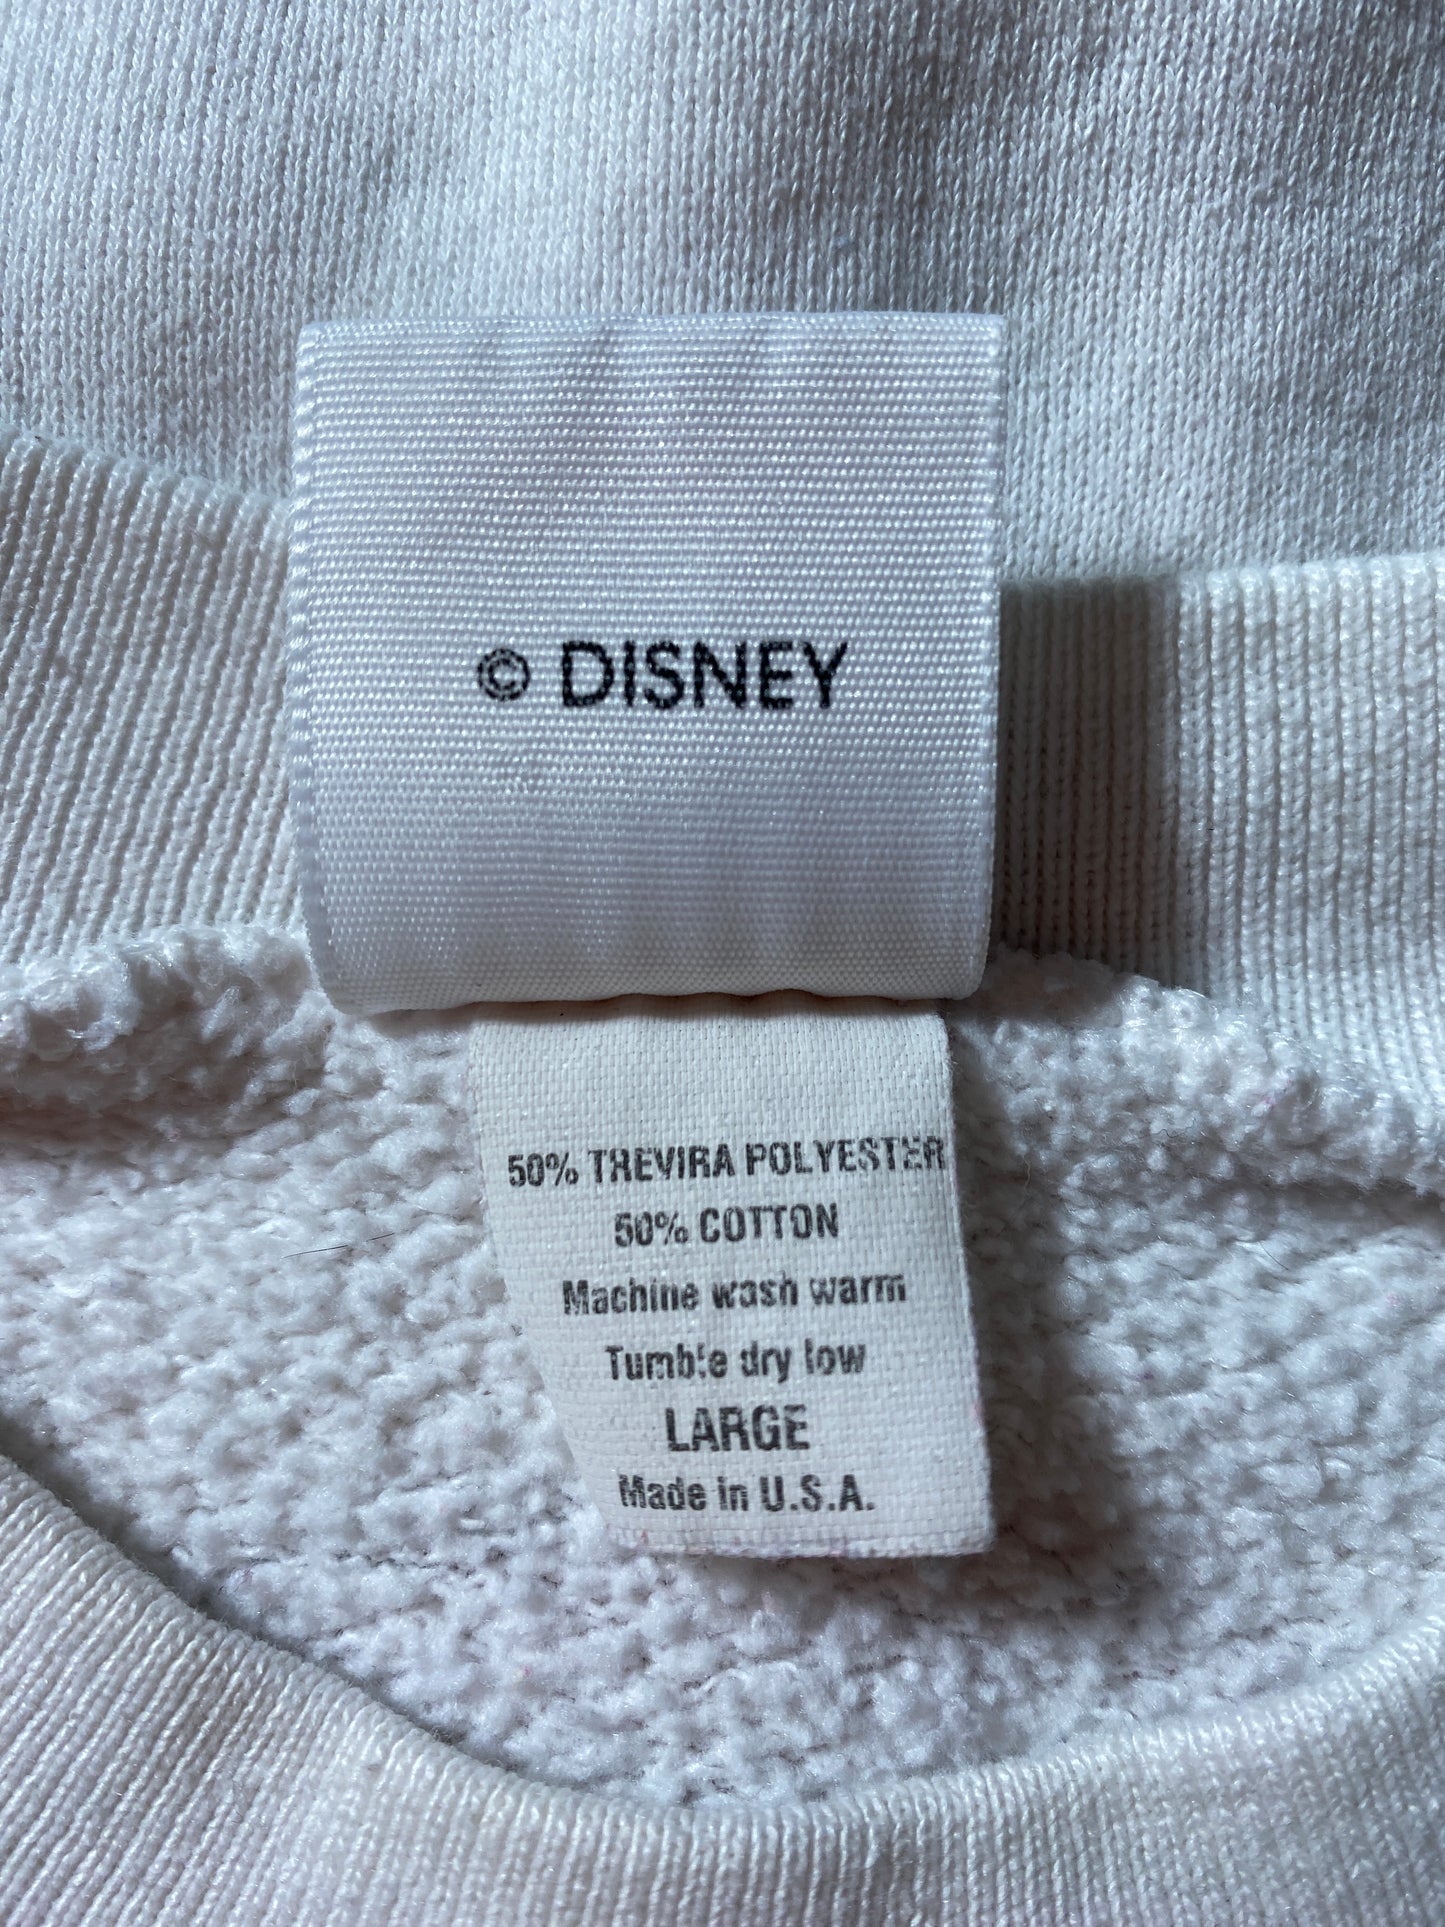 © DISNEY
50% TREVIRA POLYESTER
50% COTTON
Machine wash warm
Tumble dry low
LARGE
Made in U.S.A.